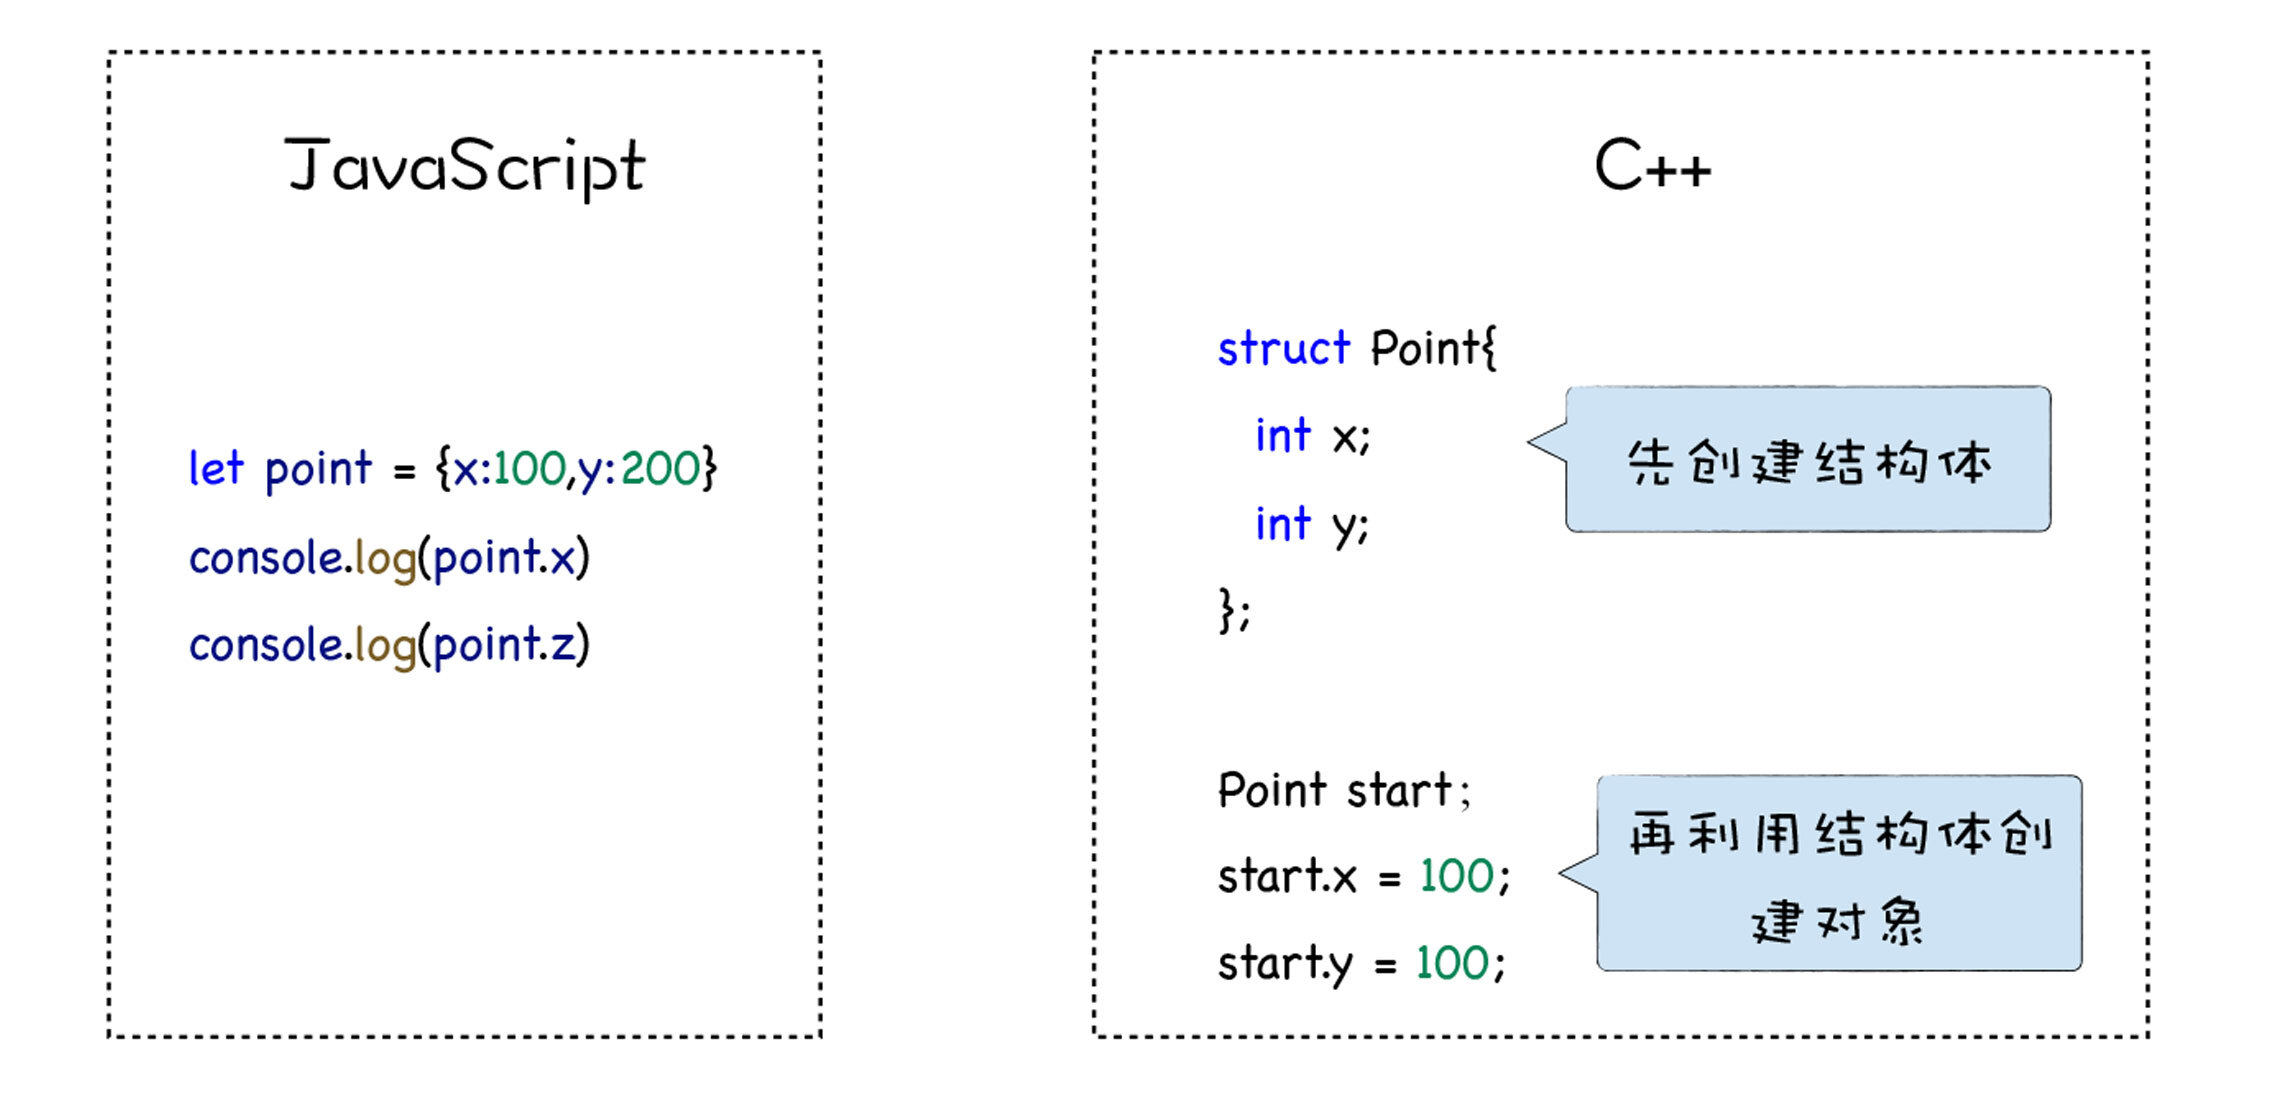 JavaScript
let point = {x:100,y:200}
console.log(point.x)
console.log(point.z)
C++
struct Point{
int x;
int y;
};
先创建结构体
Point start;
start.x = 100;
start.y = 100;
再利用结构体创
建对象